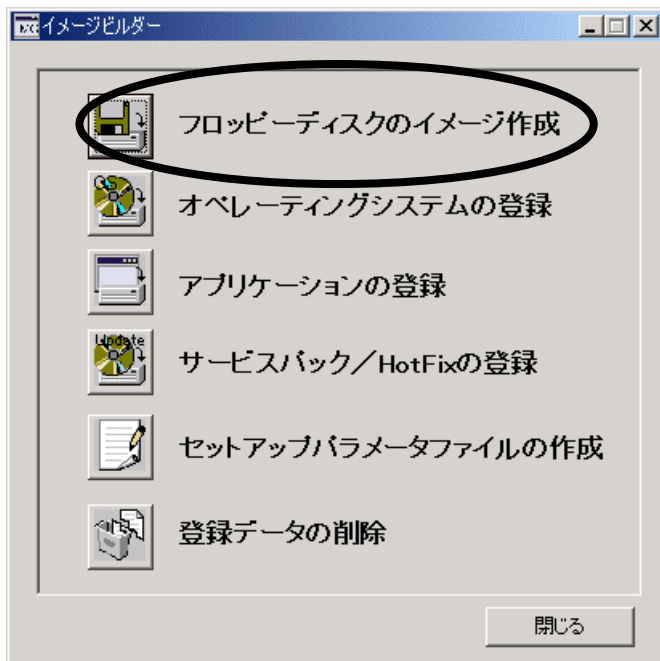 イメージビルダー
フロッピーディスクのイメージ作成
オペレーティングシステムの登録
アプリケーションの登録
Update
サービスパック／HotFixの登録
セットアップパラメータファイルの作成
登録データの削除
閉じる